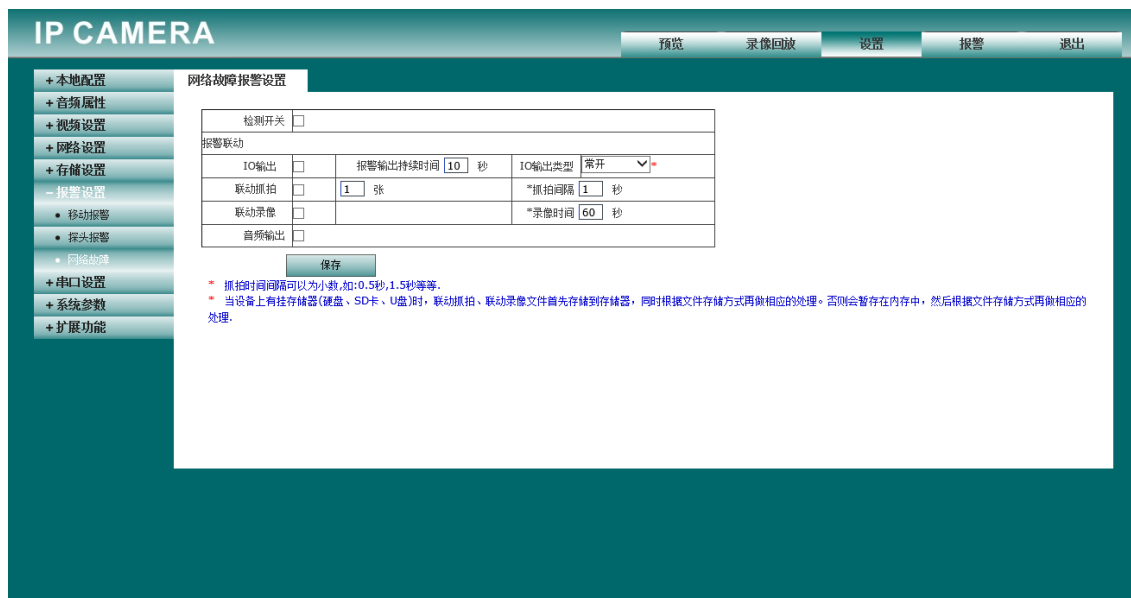 IP CAMERA
预览 录像回放 设置 报警 退出
+本地配置
+音频属性
+视频设置
+网络设置
+存储设置
-报警设置
• 移动报警
• 探头报警
• 网络故障
+串口设置
+系统参数
+扩展功能
网络故障报警设置
检测开关
报警联动
IO输出 报警输出持续时间 10 秒 IO输出类型 常开 *
联动抓拍 1 张 *抓拍间隔 1 秒
联动录像 *录像时间 60 秒
音频输出
保存
* 抓拍时间间隔可以为小数,如:0.5秒,1.5秒等等.
* 当设备上有挂存储器(硬盘、SD卡、U盘)时，联动抓拍、联动录像文件首先存储到存储器，同时根据文件存储方式再做相应的处理。否则会暂存在内存中，然后根据文件存储方式再做相应的
处理.